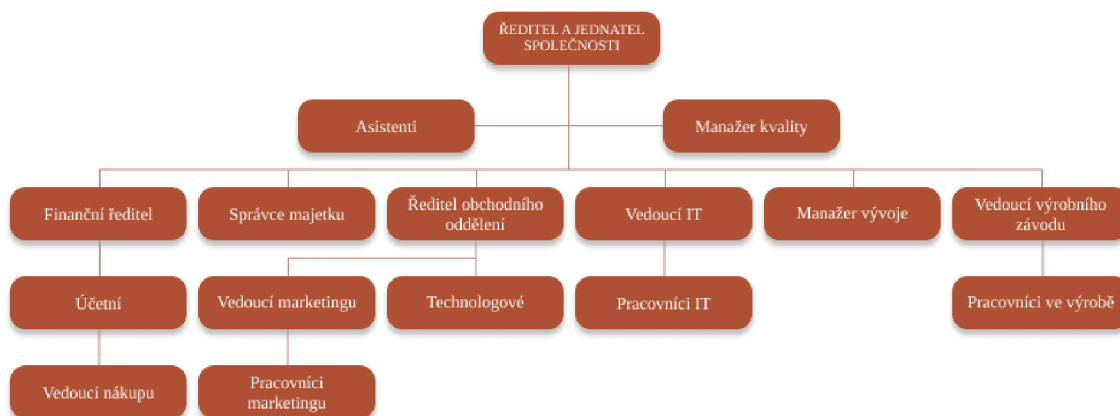 ŘEDITEL A JEDNATEL
SPOLEČNOSTI
Asistenti
Manažer kvality
Finanční ředitel
Správce majetku
Ředitel obchodního
oddělení
Vedoucí IT
Manažer vývoje
Vedoucí výrobního
závodu
Účetní
Vedoucí marketingu
Technologové
Pracovníci IT
Pracovníci ve výrobě
Vedoucí nákupu
Pracovníci
marketingu